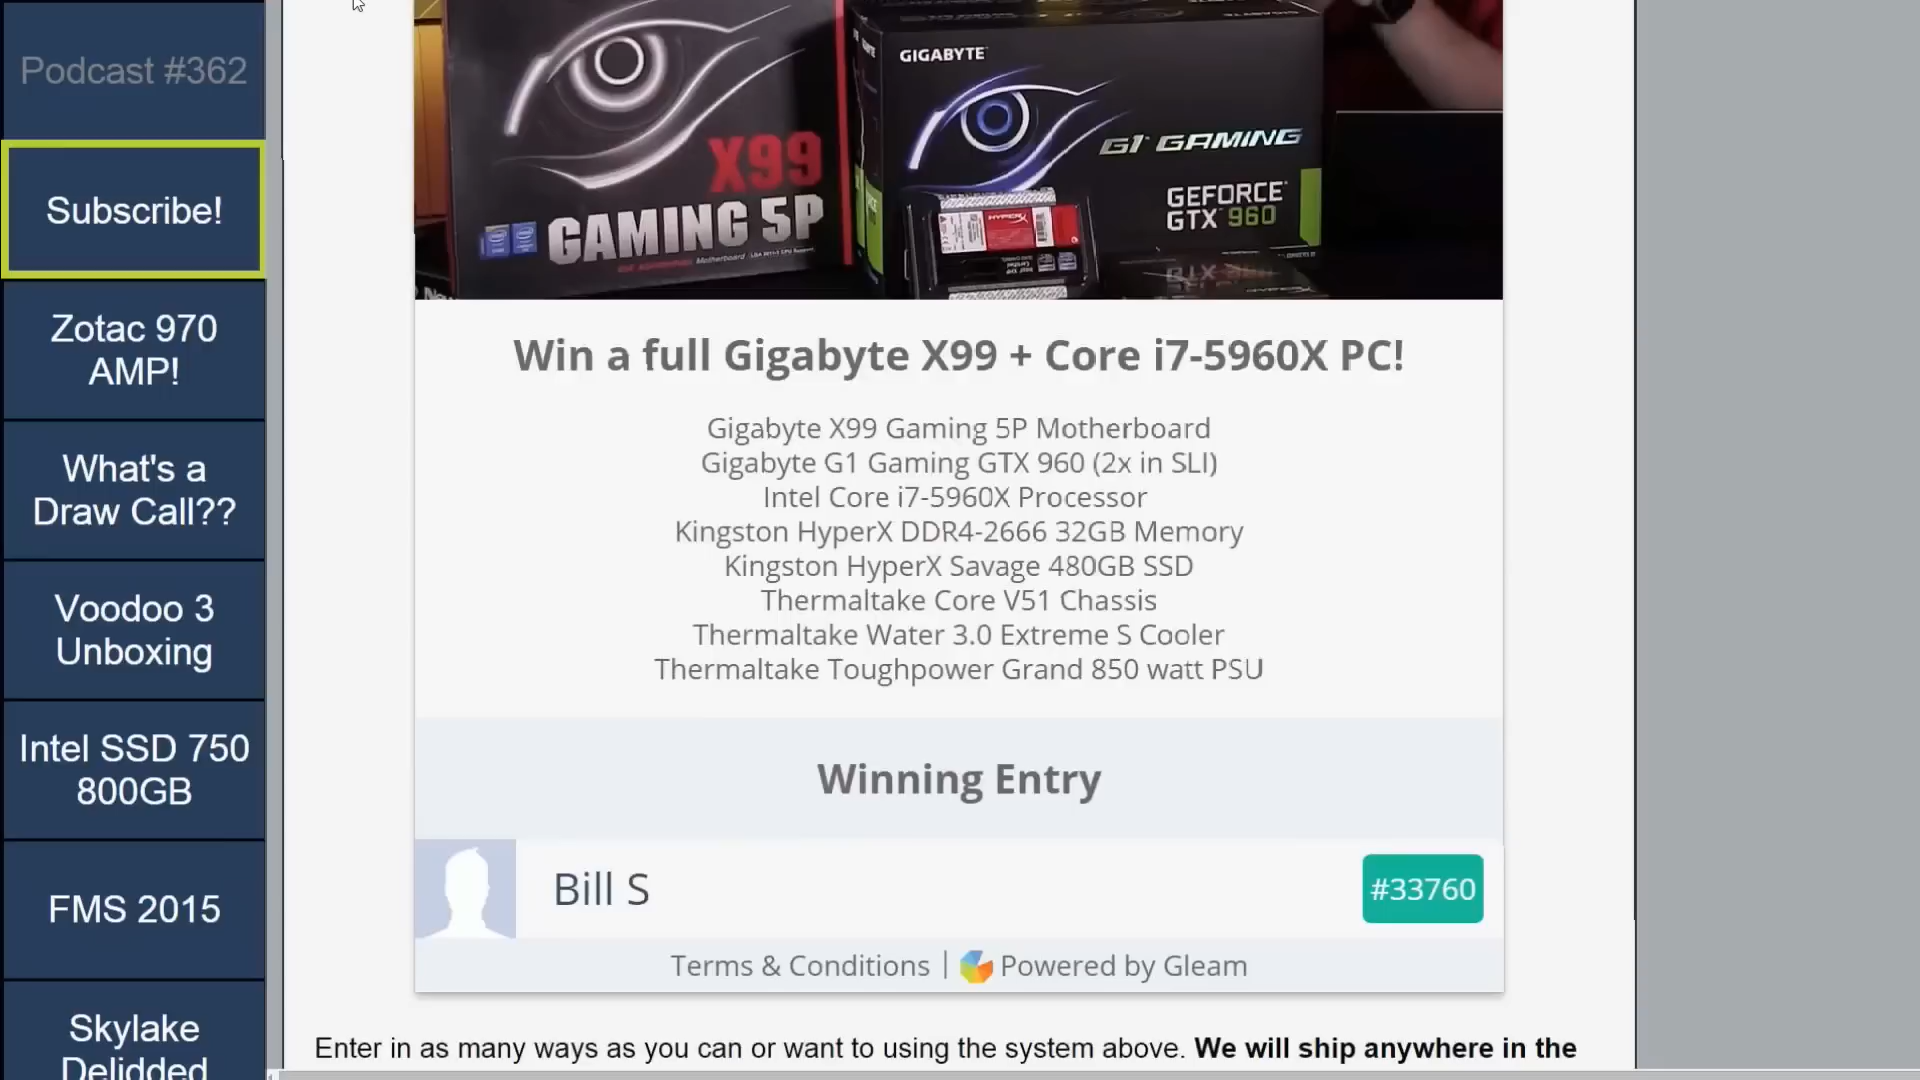 Podcast #362
Subscribe!
Zotac 970
AMP!
What's a
Draw Call??
Voodoo 3
Unboxing
Intel SSD 750
800GB
FMS 2015
Skylake
Delidded
X99
GAMING 5P
GIGABYTE
G1 GAMING
GEFORCE
GTX 960
HYPERX
Win a full Gigabyte X99 + Core i7-5960X PC!
Gigabyte X99 Gaming 5P Motherboard
Gigabyte G1 Gaming GTX 960 (2x in SLI)
Intel Core i7-5960X Processor
Kingston HyperX DDR4-2666 32GB Memory
Kingston HyperX Savage 480GB SSD
Thermaltake Core V51 Chassis
Thermaltake Water 3.0 Extreme S Cooler
Thermaltake Toughpower Grand 850 watt PSU
Winning Entry
Bill S
#33760
Terms & Conditions | Powered by Gleam
Enter in as many ways as you can or want to using the system above. We will ship anywhere in the